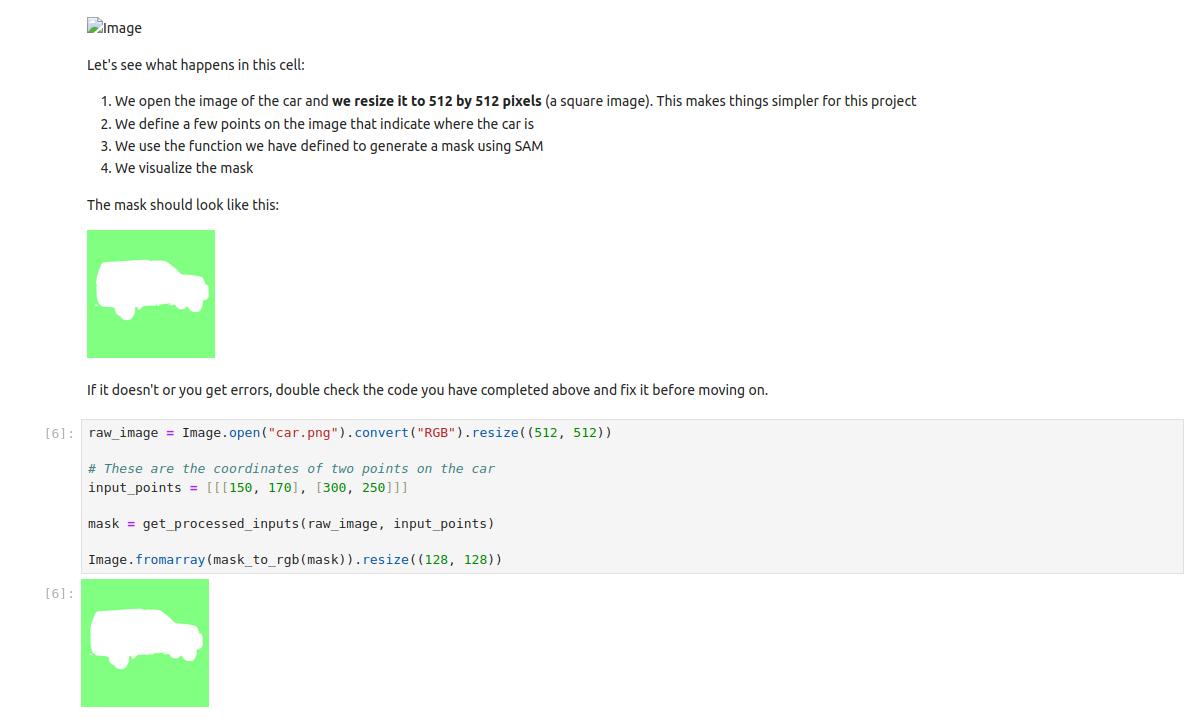 Image
Let's see what happens in this cell:
1. We open the image of the car and we resize it to 512 by 512 pixels (a square image). This makes things simpler for this project
2. We define a few points on the image that indicate where the car is
3. We use the function we have defined to generate a mask using SAM
4. We visualize the mask
The mask should look like this:
If it doesn't or you get errors, double check the code you have completed above and fix it before moving on.
[6]: raw_image = Image.open("car.png").convert("RGB").resize((512, 512))
# These are the coordinates of two points on the car
input_points = [[[150, 170], [300, 250]]]
mask = get_processed_inputs(raw_image, input_points)
Image.fromarray(mask_to_rgb(mask)).resize((128, 128))
[6]: